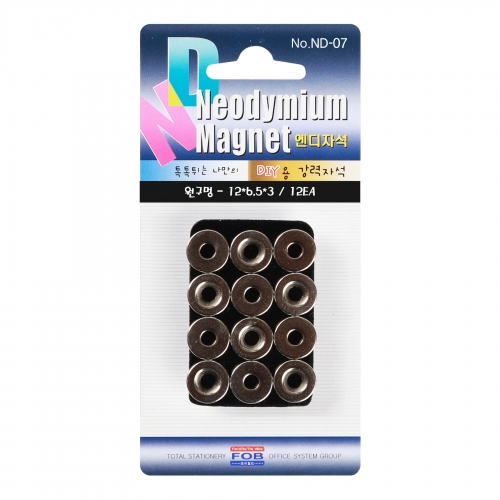 No.ND-07
ND
Neodymium
Magnet 엔디자석
톡톡튀는 나만의 DIY용 강력자석
원구멍 - 12*6.5*3 / 12EA
TOTAL STATIONERY FOB OFFICE SYSTEM GROUP